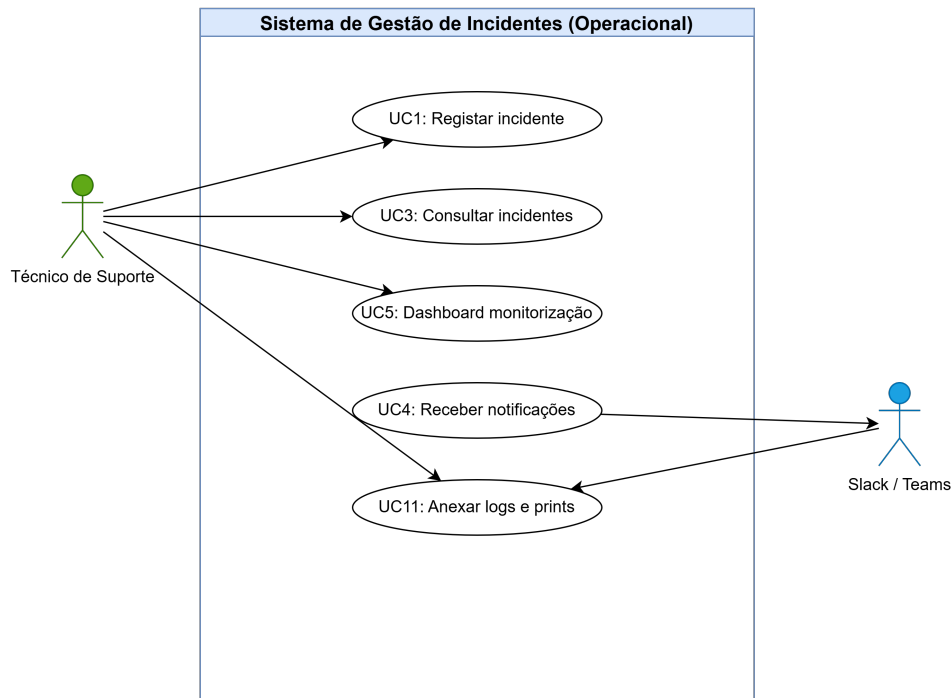 Sistema de Gestão de Incidentes (Operacional)
UC1: Registar incidente
UC3: Consultar incidentes
Técnico de Suporte
UC5: Dashboard monitorização
UC4: Receber notificações
Slack / Teams
UC11: Anexar logs e prints